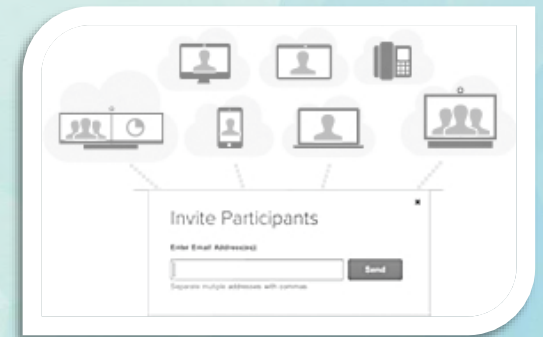 Invite Participants
Enter Email Address(es):
Send
Separate multiple addresses with commas.